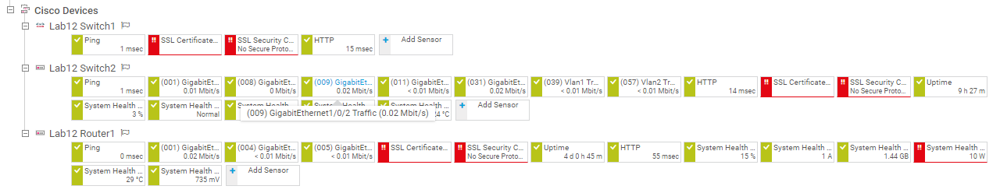 Cisco Devices
Lab12 Switch1
Ping SSL Certificate... SSL Security C... HTTP Add Sensor
1 msec No Secure Proto... 15 msec
Lab12 Switch2
Ping (001) GigabitEt... (008) GigabitEt... (009) GigabitEt... (011) GigabitEt... (031) GigabitEt... (039) Vlan1 Tr... (057) Vlan2 Tr... HTTP SSL Certificate... SSL Security C... Uptime
1 msec 0.01 Mbit/s 0 Mbit/s 0.02 Mbit/s < 0.01 Mbit/s 0.01 Mbit/s < 0.01 Mbit/s < 0.01 Mbit/s 14 msec No Secure Proto... 9 h 27 m
System Health ... System Health ... System Health ... System Health ... System Health ... Add Sensor
3 % Normal 24 °C
(009) GigabitEthernet1/0/2 Traffic (0.02 Mbit/s)
Lab12 Router1
Ping (001) GigabitEt... (004) GigabitEt... (005) GigabitEt... SSL Certificate... SSL Security C... Uptime HTTP System Health ... System Health ... System Health ... System Health ...
0 msec 0.02 Mbit/s < 0.01 Mbit/s < 0.01 Mbit/s No Secure Proto... 4 d 0 h 45 m 55 msec 15 % 1 A 1.44 GB 10 W
System Health ... System Health ... Add Sensor
29 °C 735 mV